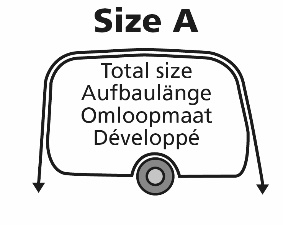 Size A
Total size
Aufbaulänge
Omloopmaat
Développé